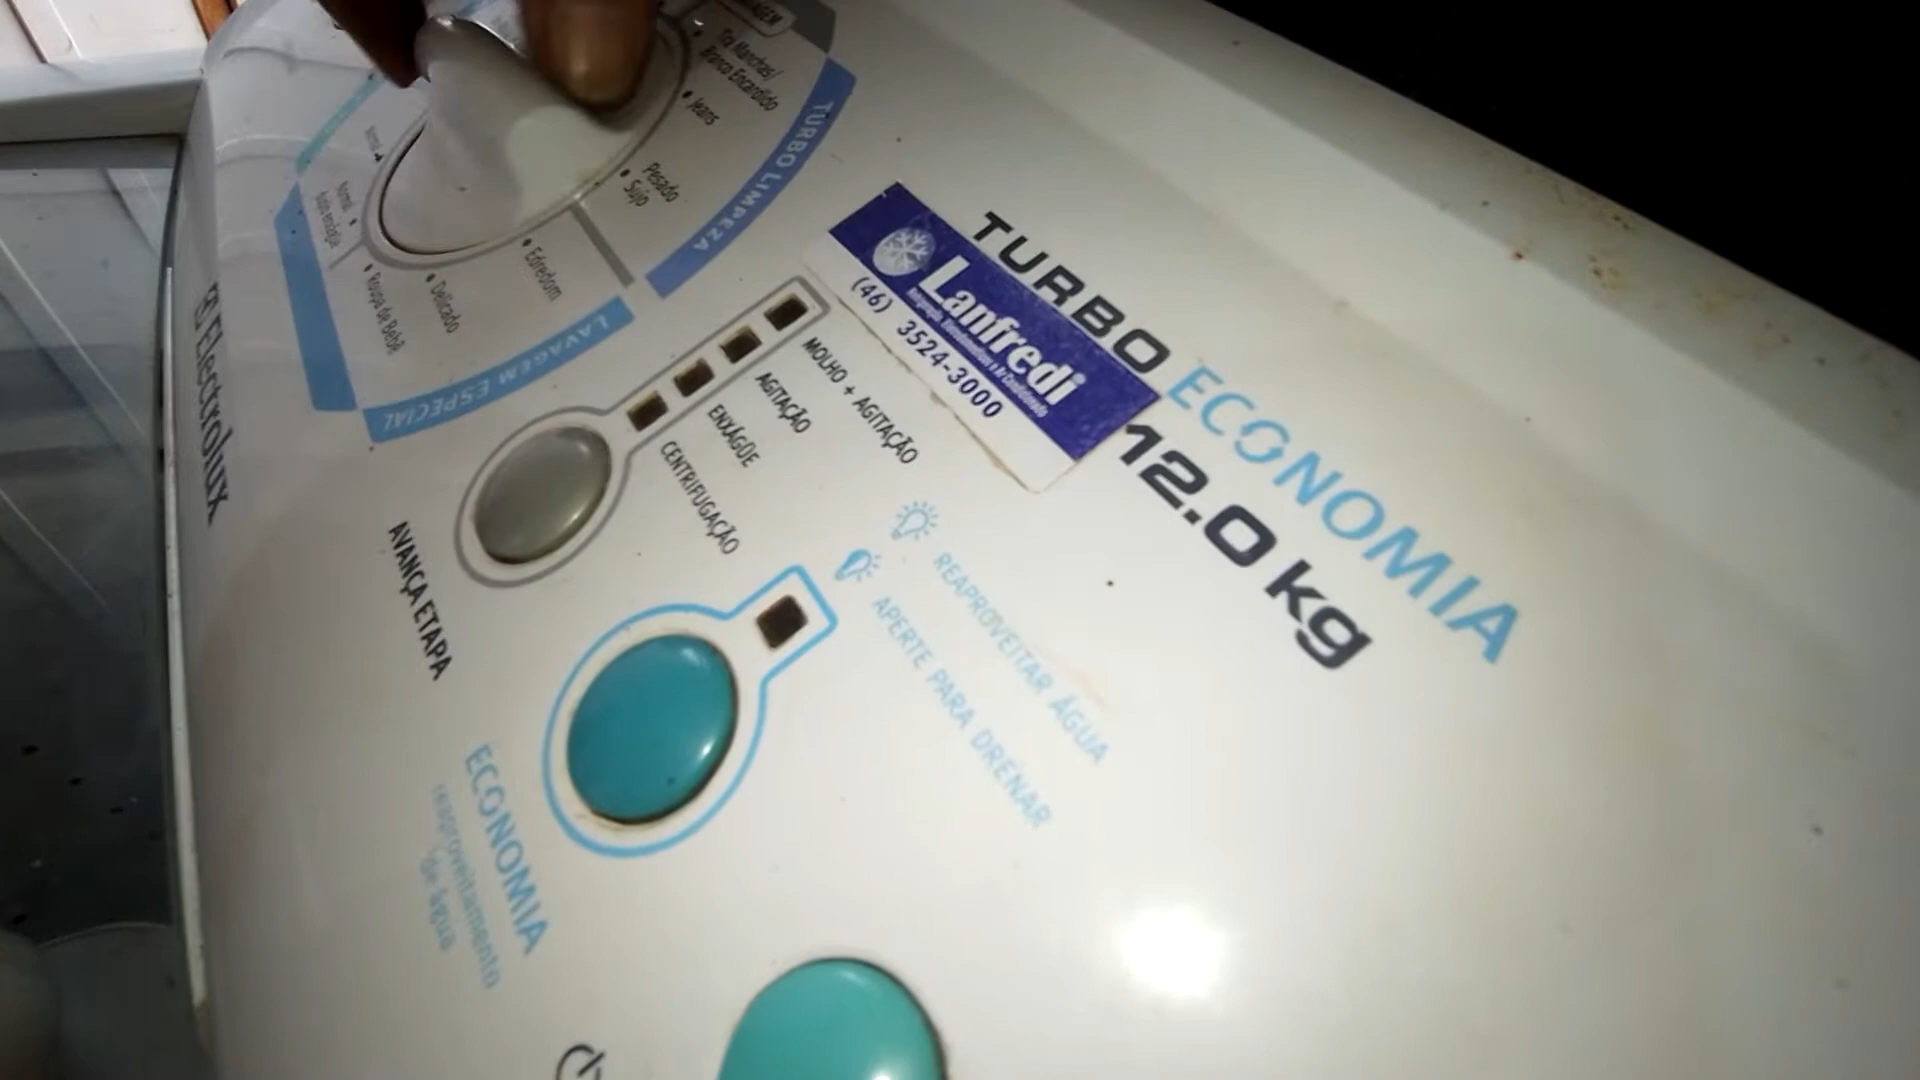 Tira Manchas/
Branco Encardido
Jeans
Pesado
Sujo
TURBO LIMPEZA
Edredom
Delicado
Roupa de Bebê
Normal
LAVAGEM ESPECIAL
Electrolux
TURBO ECONOMIA
12.0 kg
Lanfredi
(46) 3524-3000
MOLHO + AGITAÇÃO
AGITAÇÃO
ENXÁGÜE
CENTRIFUGAÇÃO
AVANÇA ETAPA
REAPROVEITAR ÁGUA
APERTE PARA DRENAR
ECONOMIA
reaproveitamento
de água